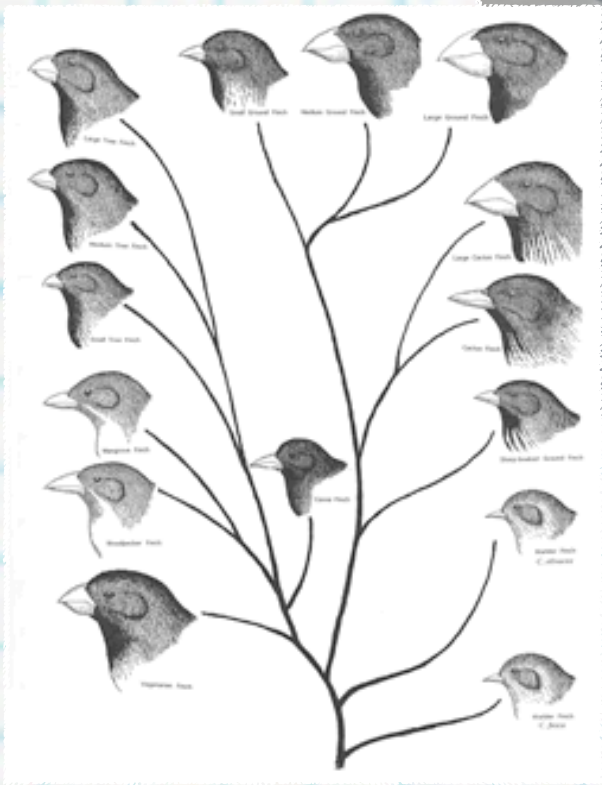 Small Ground Finch
Medium Ground Finch
Large Ground Finch
Large Tree Finch
Medium Tree Finch
Large Cactus Finch
Small Tree Finch
Cactus Finch
Mangrove Finch
Sharp-beaked Ground Finch
Cocos Finch
Woodpecker Finch
Warbler Finch
C. olivacea
Vegetarian Finch
Warbler Finch
C. fusca